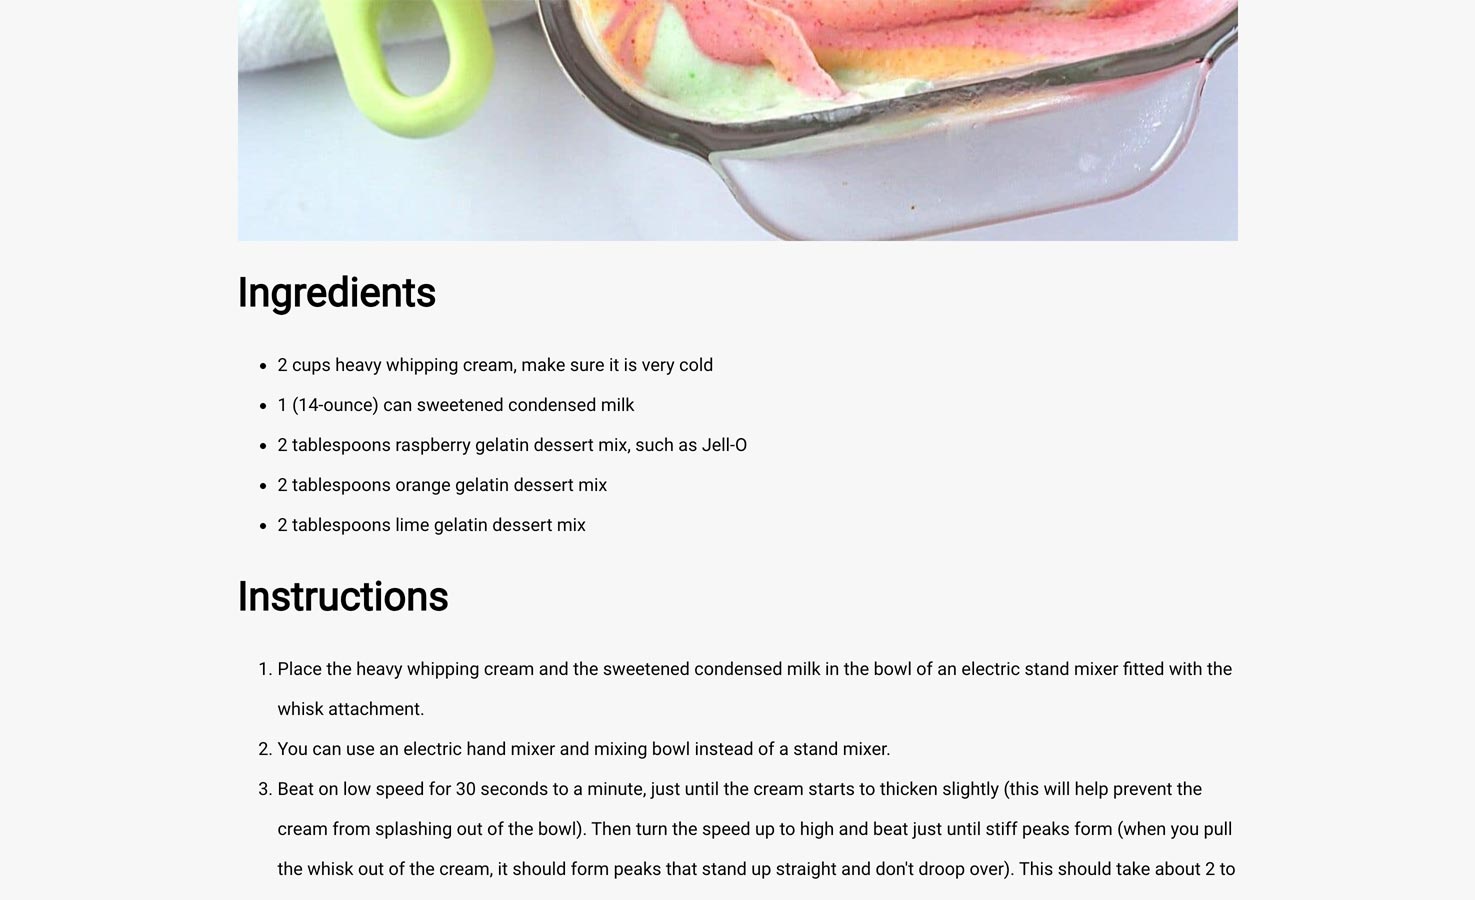 Ingredients
2 cups heavy whipping cream, make sure it is very cold
1 (14-ounce) can sweetened condensed milk
2 tablespoons raspberry gelatin dessert mix, such as Jell-O
2 tablespoons orange gelatin dessert mix
2 tablespoons lime gelatin dessert mix
Instructions
1. Place the heavy whipping cream and the sweetened condensed milk in the bowl of an electric stand mixer fitted with the
whisk attachment.
2. You can use an electric hand mixer and mixing bowl instead of a stand mixer.
3. Beat on low speed for 30 seconds to a minute, just until the cream starts to thicken slightly (this will help prevent the
cream from splashing out of the bowl). Then turn the speed up to high and beat just until stiff peaks form (when you pull
the whisk out of the cream, it should form peaks that stand up straight and don't droop over). This should take about 2 to